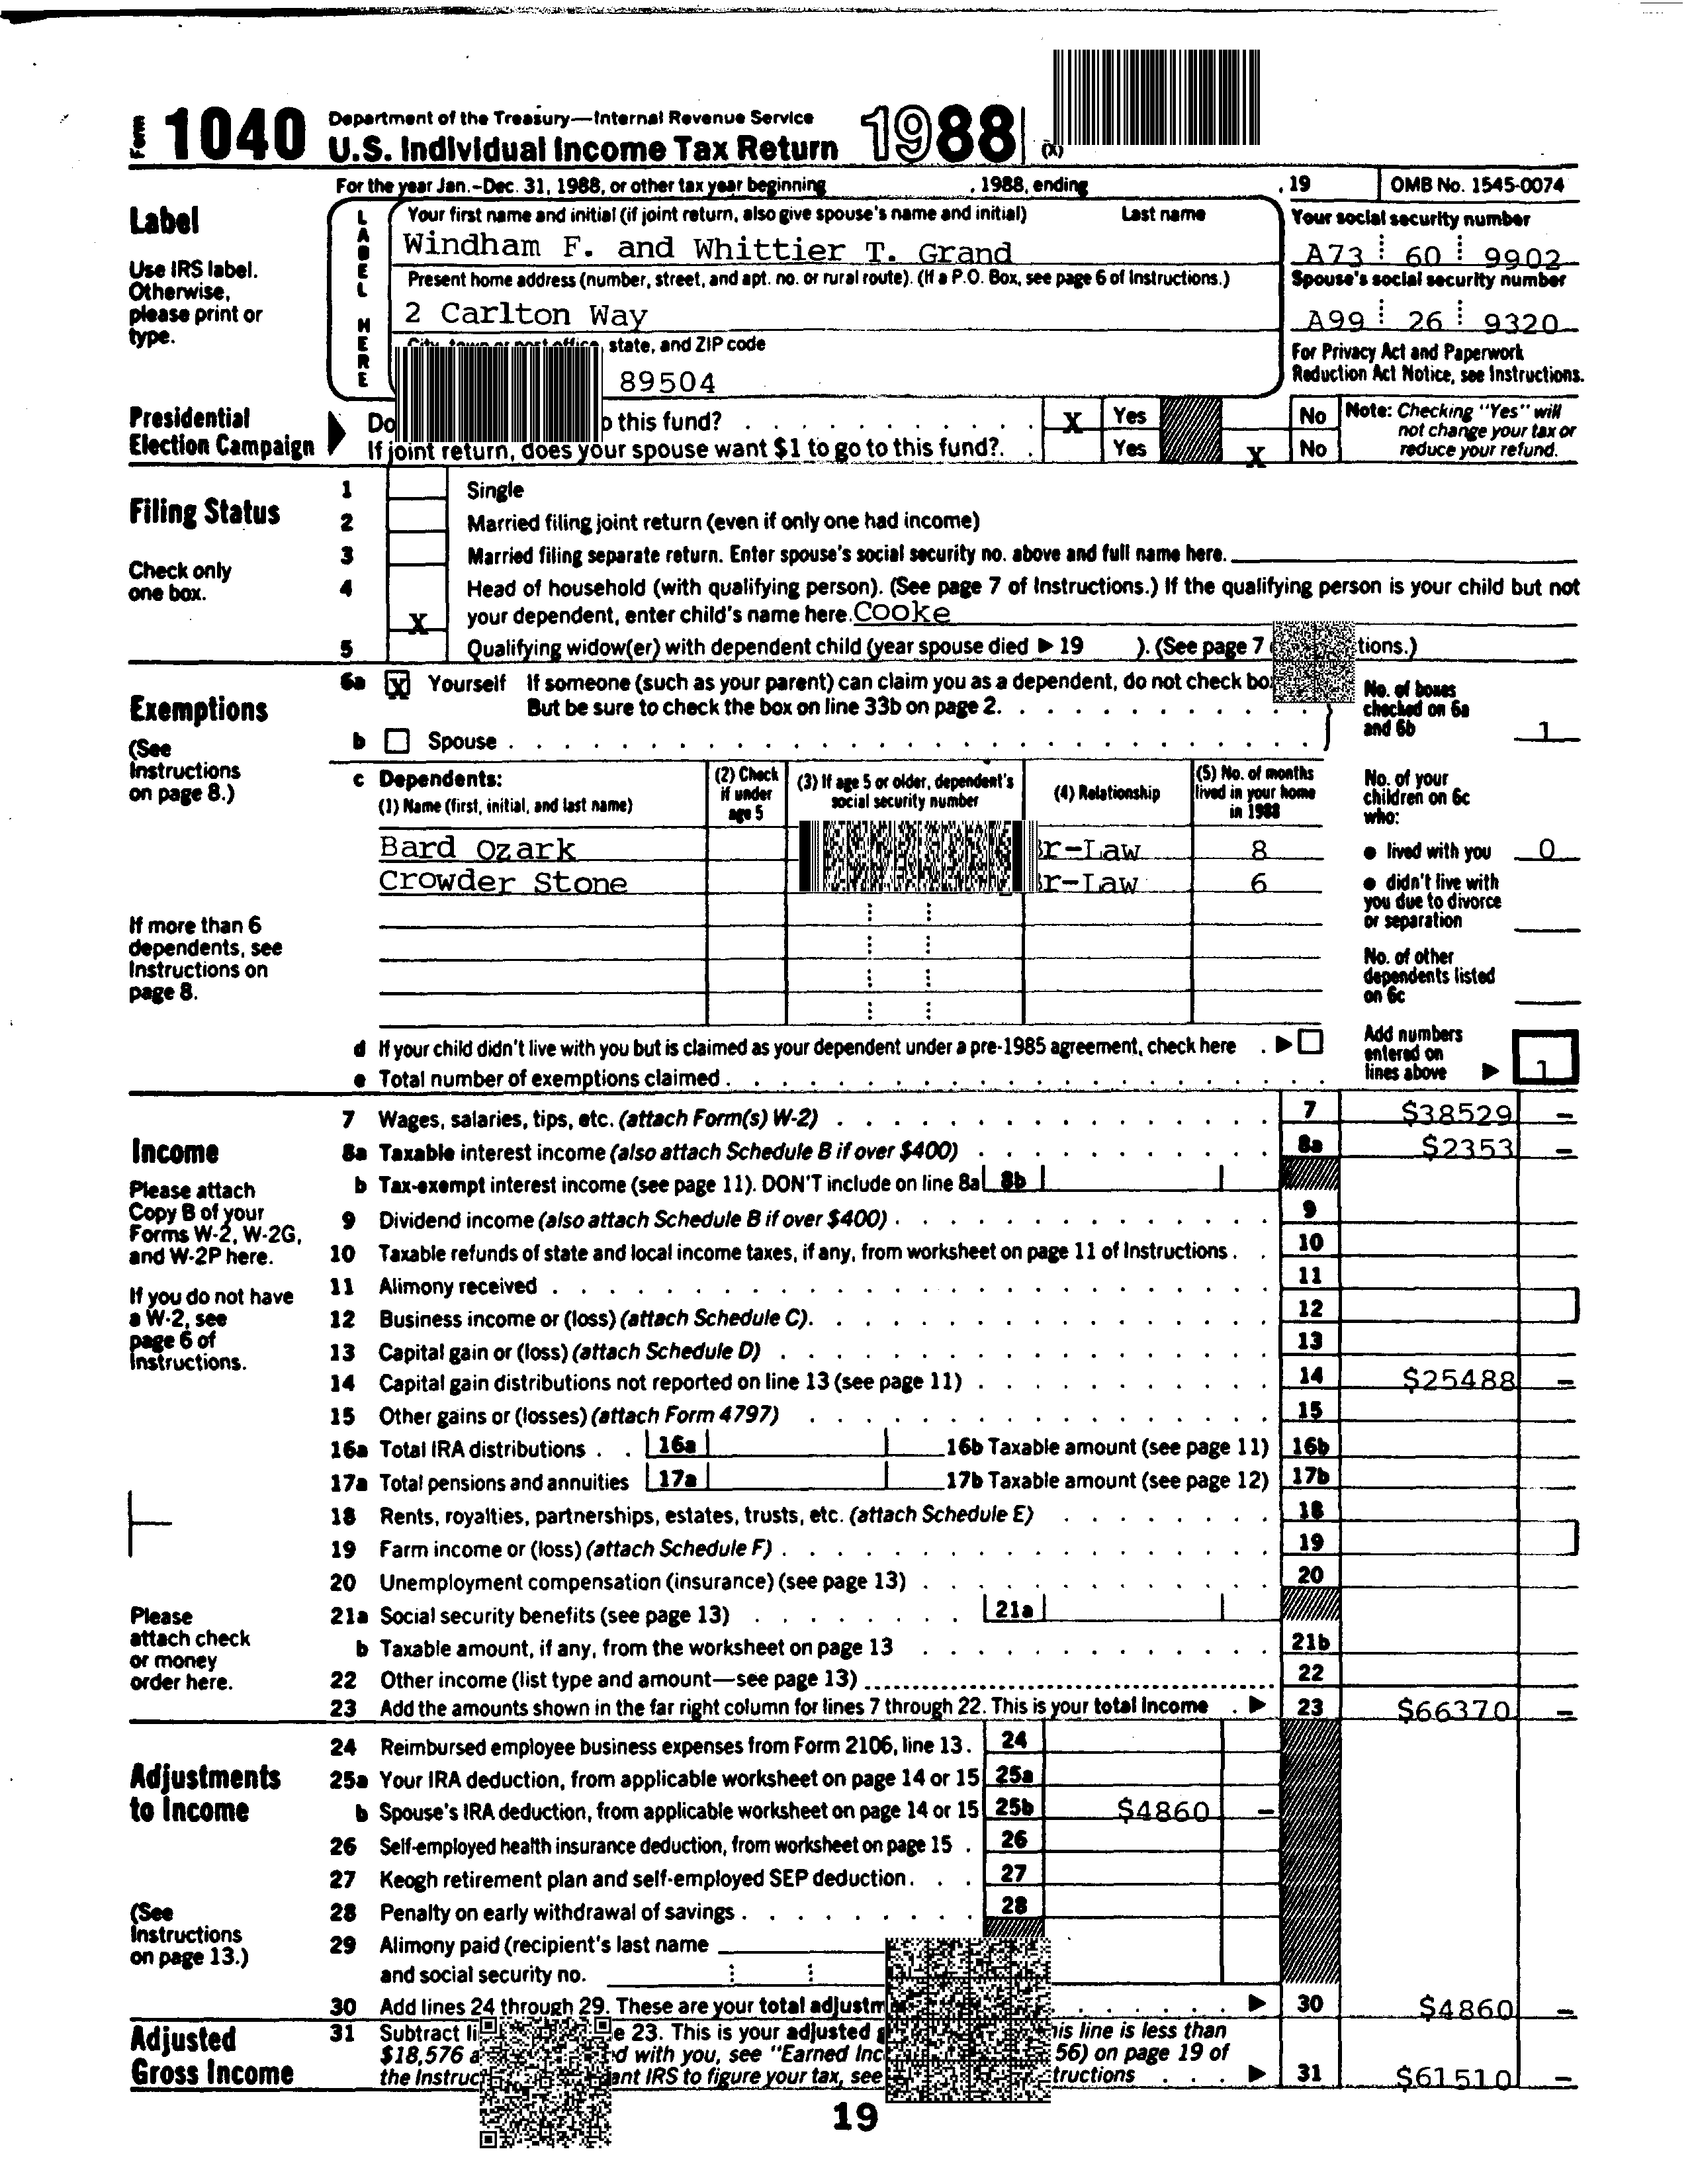 Form 1040 Department of the Treasury—Internal Revenue Service
U.S. Individual Income Tax Return 1988 (X)
For the year Jan.-Dec. 31, 1988, or other tax year beginning , 1988, ending , 19 OMB No. 1545-0074
Label
Use IRS label.
Otherwise,
please print or
type.
LABEL HERE
Your first name and initial (if joint return, also give spouse's name and initial) Last name
Windham F. and Whittier T. Grand
Present home address (number, street, and apt. no. or rural route). (If a P.O. Box, see page 6 of Instructions.)
2 Carlton Way
City, town or post office, state, and ZIP code
89504
Your social security number
A73 60 9902
Spouse's social security number
A99 26 9320
For Privacy Act and Paperwork
Reduction Act Notice, see Instructions.
Presidential
Election Campaign
Do o this fund? X Yes No
If joint return, does your spouse want $1 to go to this fund? Yes X No
Note: Checking "Yes" will
not change your tax or
reduce your refund.
Filing Status
Check only
one box.
1 Single
2 Married filing joint return (even if only one had income)
3 Married filing separate return. Enter spouse's social security no. above and full name here.
4 Head of household (with qualifying person). (See page 7 of Instructions.) If the qualifying person is your child but not
X your dependent, enter child's name here. Cooke
5 Qualifying widow(er) with dependent child (year spouse died ▶ 19 ). (See page 7 tions.)
Exemptions
(See
Instructions
on page 8.)
6a X Yourself If someone (such as your parent) can claim you as a dependent, do not check bo
But be sure to check the box on line 33b on page 2.
b Spouse
No. of boxes
checked on 6a
and 6b 1
c Dependents:
(1) Name (first, initial, and last name)
(2) Check
if under
age 5
(3) If age 5 or older, dependent's
social security number
(4) Relationship
(5) No. of months
lived in your home
in 1988
Bard Ozark r-Law 8
Crowder Stone r-Law 6
If more than 6
dependents, see
Instructions on
page 8.
No. of your
children on 6c
who:
● lived with you 0
● didn't live with
you due to divorce
or separation
No. of other
dependents listed
on 6c
d If your child didn't live with you but is claimed as your dependent under a pre-1985 agreement, check here ▶
e Total number of exemptions claimed
Add numbers
entered on
lines above ▶ 1
Income
Please attach
Copy B of your
Forms W-2, W-2G,
and W-2P here.
If you do not have
a W-2, see
page 6 of
Instructions.
7 Wages, salaries, tips, etc. (attach Form(s) W-2) 7 $38529 –
8a Taxable interest income (also attach Schedule B if over $400) 8a $2353 –
b Tax-exempt interest income (see page 11). DON'T include on line 8a 8b
9 Dividend income (also attach Schedule B if over $400) 9
10 Taxable refunds of state and local income taxes, if any, from worksheet on page 11 of Instructions 10
11 Alimony received 11
12 Business income or (loss) (attach Schedule C) 12
13 Capital gain or (loss) (attach Schedule D) 13
14 Capital gain distributions not reported on line 13 (see page 11) 14 $25488 –
15 Other gains or (losses) (attach Form 4797) 15
16a Total IRA distributions 16a 16b Taxable amount (see page 11) 16b
17a Total pensions and annuities 17a 17b Taxable amount (see page 12) 17b
18 Rents, royalties, partnerships, estates, trusts, etc. (attach Schedule E) 18
19 Farm income or (loss) (attach Schedule F) 19
20 Unemployment compensation (insurance) (see page 13) 20
21a Social security benefits (see page 13) 21a
b Taxable amount, if any, from the worksheet on page 13 21b
22 Other income (list type and amount—see page 13) 22
23 Add the amounts shown in the far right column for lines 7 through 22. This is your total income ▶ 23 $66370 –
Please
attach check
or money
order here.
Adjustments
to Income
(See
Instructions
on page 13.)
24 Reimbursed employee business expenses from Form 2106, line 13. 24
25a Your IRA deduction, from applicable worksheet on page 14 or 15 25a
b Spouse's IRA deduction, from applicable worksheet on page 14 or 15 25b $4860 –
26 Self-employed health insurance deduction, from worksheet on page 15 26
27 Keogh retirement plan and self-employed SEP deduction 27
28 Penalty on early withdrawal of savings 28
29 Alimony paid (recipient's last name
and social security no.
30 Add lines 24 through 29. These are your total adjustm ▶ 30 $4860 –
Adjusted
Gross Income
31 Subtract li e 23. This is your adjusted his line is less than
$18,576 a d with you, see "Earned Inc 56) on page 19 of
the Instruc ant IRS to figure your tax, see tructions ▶ 31 $61510 –
19